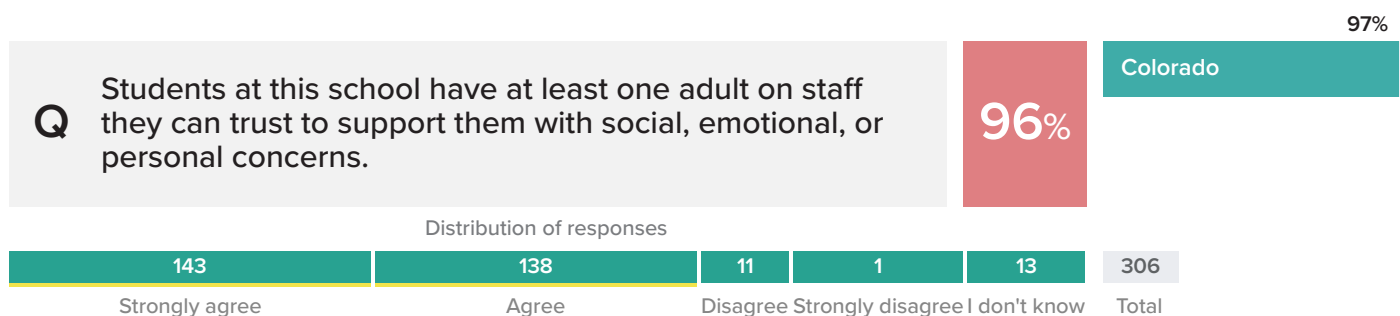 97%
Q
Students at this school have at least one adult on staff
they can trust to support them with social, emotional, or
personal concerns.
96%
Colorado
Distribution of responses
143 138 11 1 13 306
Strongly agree Agree Disagree Strongly disagree I don't know Total